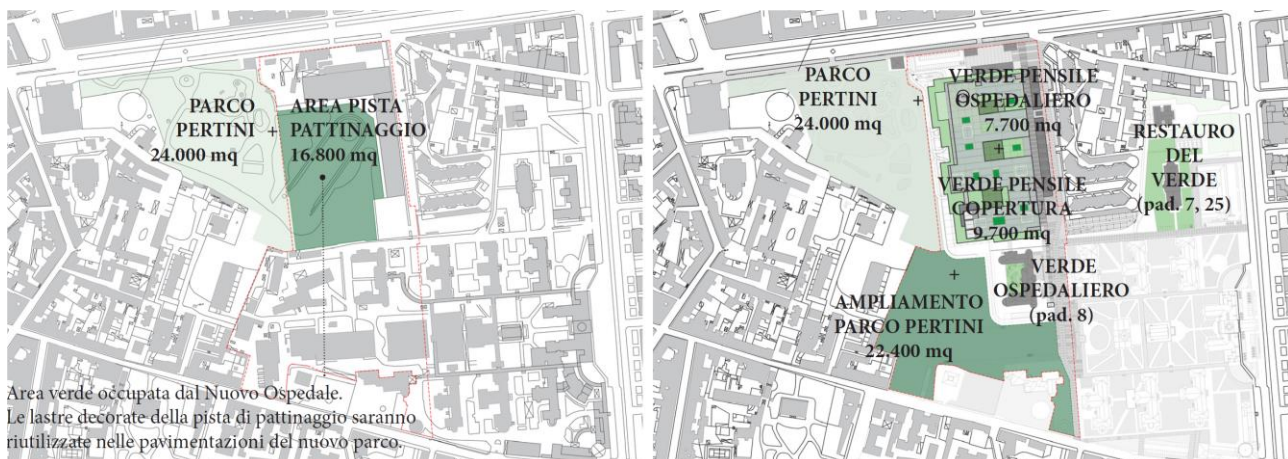 PARCO
PERTINI
24.000 mq
+
AREA PISTA
PATTINAGGIO
16.800 mq
Area verde occupata dal Nuovo Ospedale.
Le lastre decorate della pista di pattinaggio saranno
riutilizzate nelle pavimentazioni del nuovo parco.
PARCO
PERTINI
24.000 mq
+
VERDE PENSILE
OSPEDALIERO
7.700 mq
+
VERDE PENSILE
COPERTURA
9.700 mq
RESTAURO
DEL
VERDE
(pad. 7, 25)
+
AMPLIAMENTO
PARCO PERTINI
22.400 mq
VERDE
OSPEDALIERO
(pad. 8)